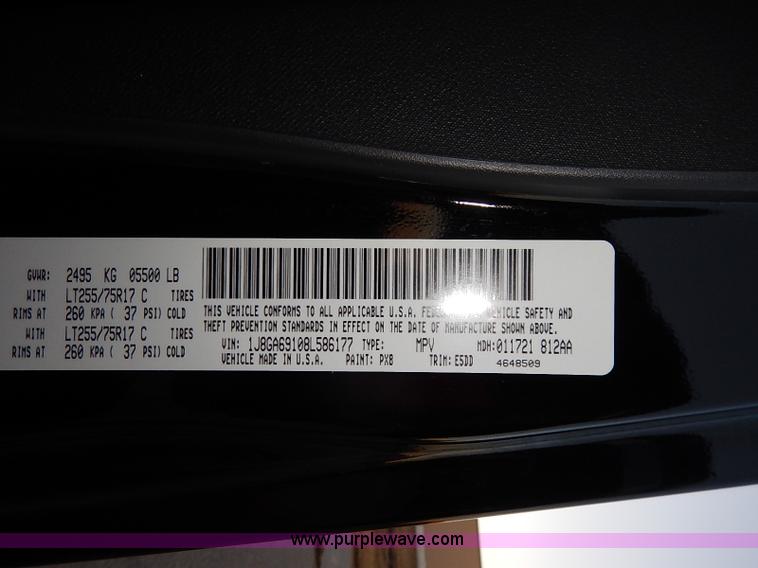 GVWR: 2495 KG 05500 LB
WITH LT255/75R17 C TIRES
RIMS AT 260 KPA ( 37 PSI) COLD
WITH LT255/75R17 C TIRES
RIMS AT 260 KPA ( 37 PSI) COLD
THIS VEHICLE CONFORMS TO ALL APPLICABLE U.S.A. VEHICLE SAFETY AND
THEFT PREVENTION STANDARDS IN EFFECT ON THE DATE OF MANUFACTURE SHOWN ABOVE.
VIN: 1J8GA69108L586177 TYPE: MPV MDH: 011721 812AA
VEHICLE MADE IN U.S.A. PAINT: PX8 TRIM: E5DD 4648509
www.purplewave.com